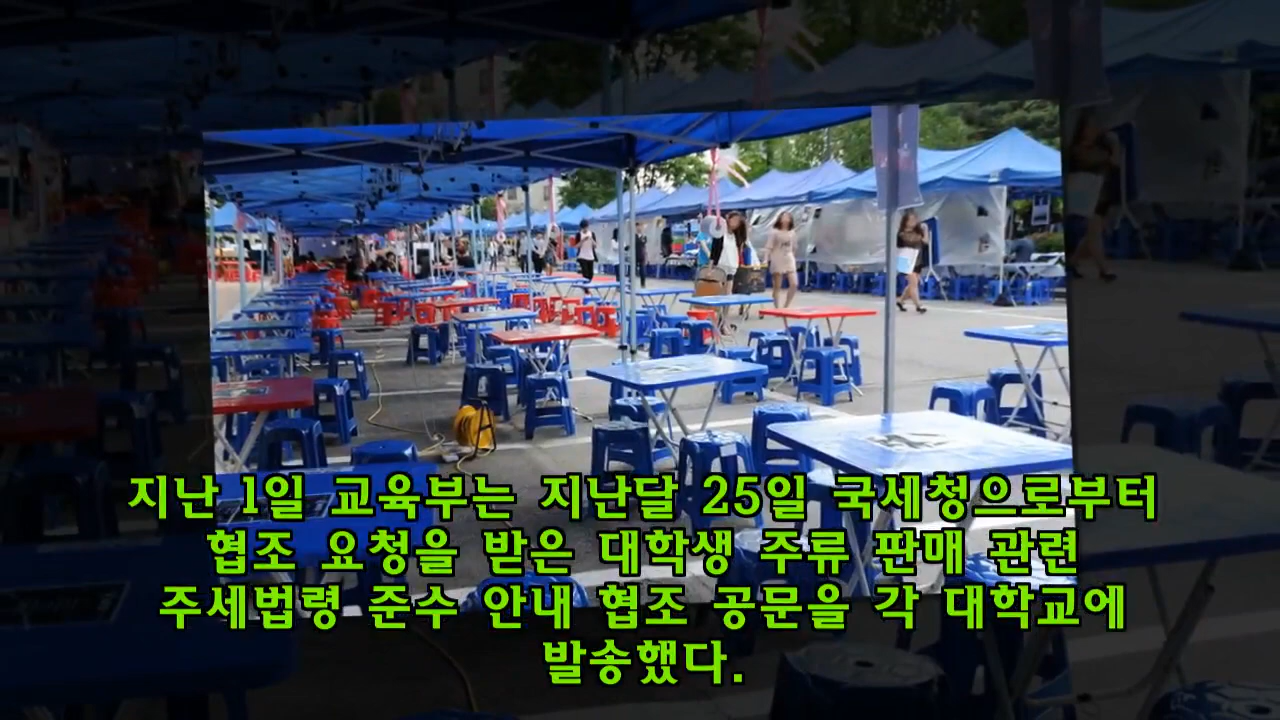 지난 1일 교육부는 지난달 25일 국세청으로부터
협조 요청을 받은 대학생 주류 판매 관련
주세법령 준수 안내 협조 공문을 각 대학교에
발송했다.